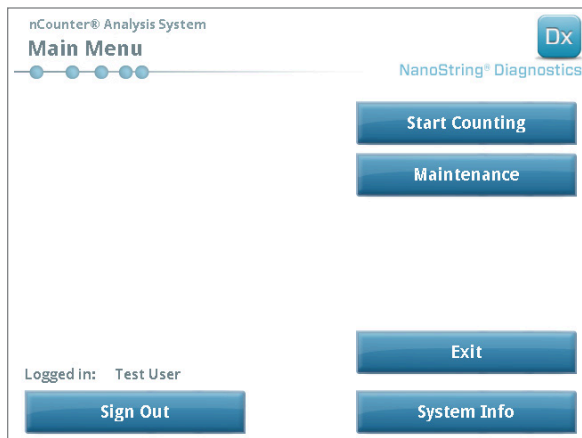 nCounter® Analysis System
Main Menu
Dx
NanoString® Diagnostics
Start Counting
Maintenance
Exit
Logged in: Test User
Sign Out
System Info